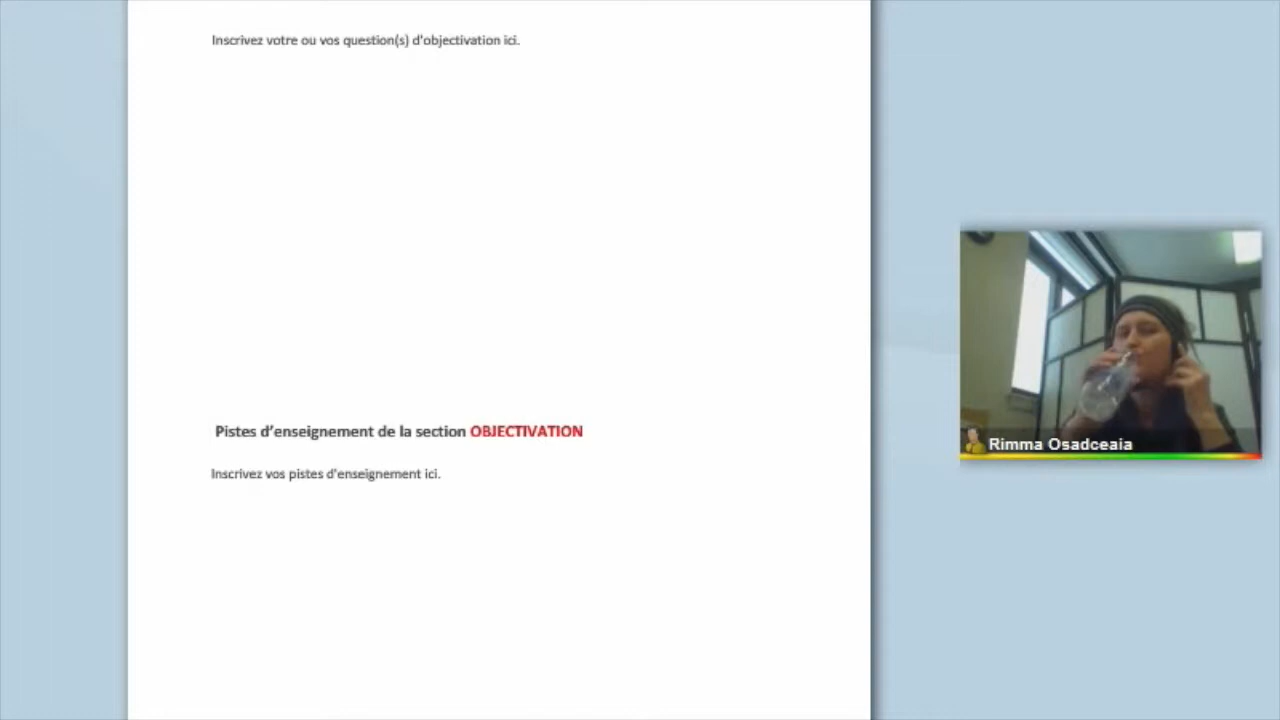 Inscrivez votre ou vos question(s) d'objectivation ici.
Pistes d’enseignement de la section OBJECTIVATION
Inscrivez vos pistes d'enseignement ici.
Rimma Osadceaia